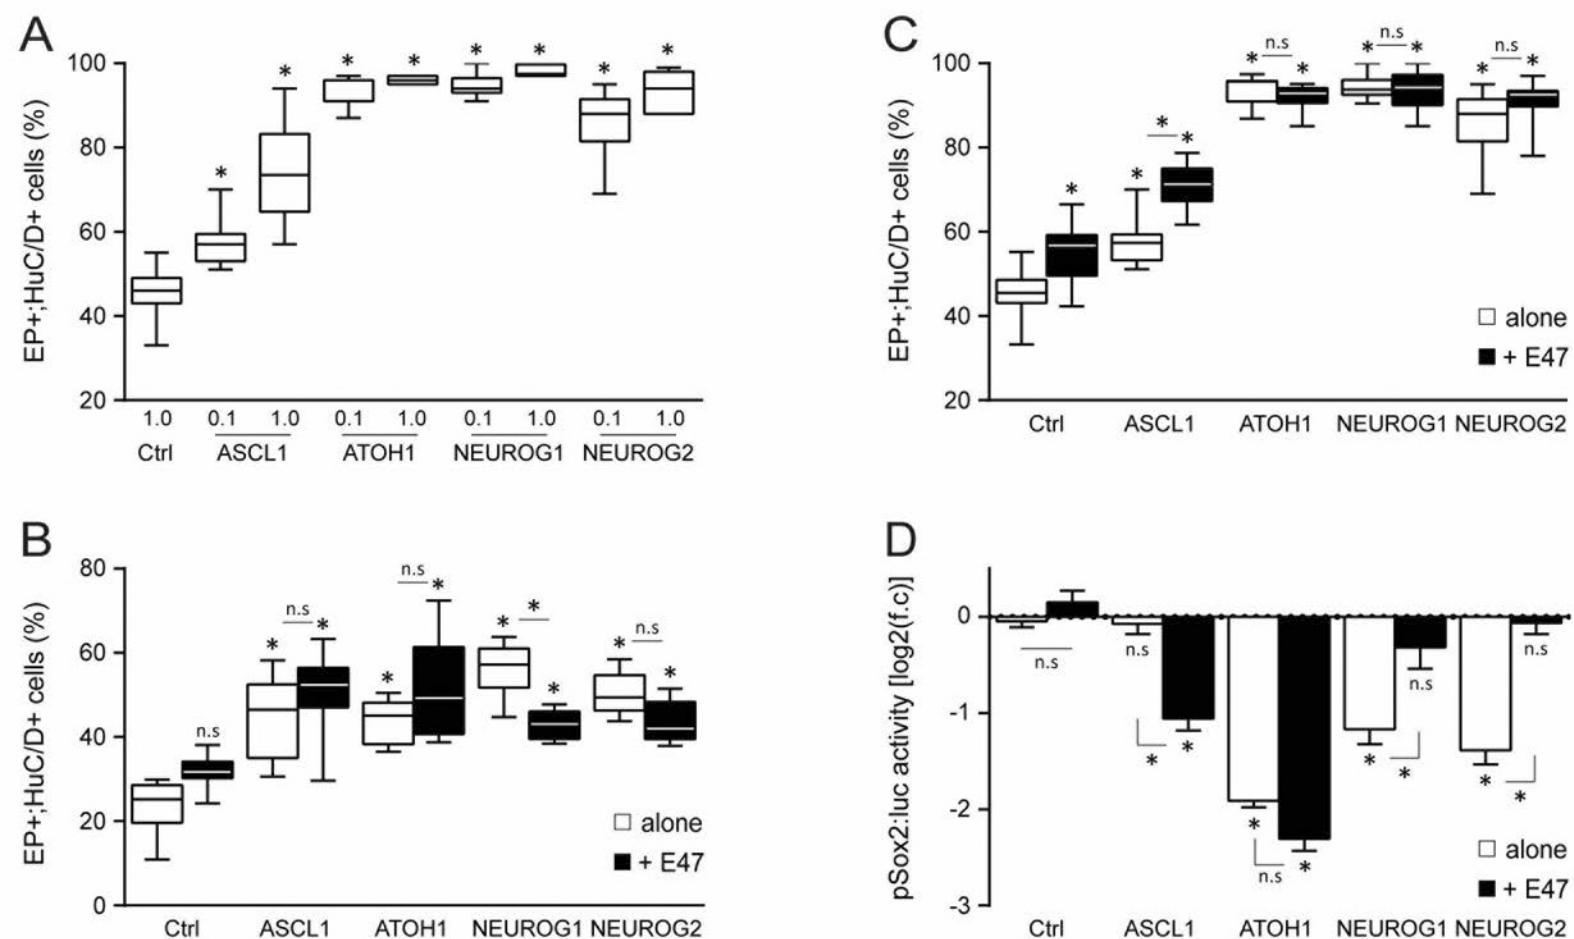 A
EP+;HuC/D+ cells (%)
100
80
60
40
20
* * * * * * * *
1.0 0.1 1.0 0.1 1.0 0.1 1.0 0.1 1.0
Ctrl ASCL1 ATOH1 NEUROG1 NEUROG2
C
EP+;HuC/D+ cells (%)
100
80
60
40
20
* * * * n.s * * n.s * * n.s * *
alone
+ E47
Ctrl ASCL1 ATOH1 NEUROG1 NEUROG2
B
EP+;HuC/D+ cells (%)
80
60
40
20
0
n.s * n.s * * n.s * * * * * n.s *
alone
+ E47
Ctrl ASCL1 ATOH1 NEUROG1 NEUROG2
D
pSox2:luc activity [log2(f.c)]
0
-1
-2
-3
n.s n.s * * * n.s * * * n.s * * n.s
alone
+ E47
Ctrl ASCL1 ATOH1 NEUROG1 NEUROG2